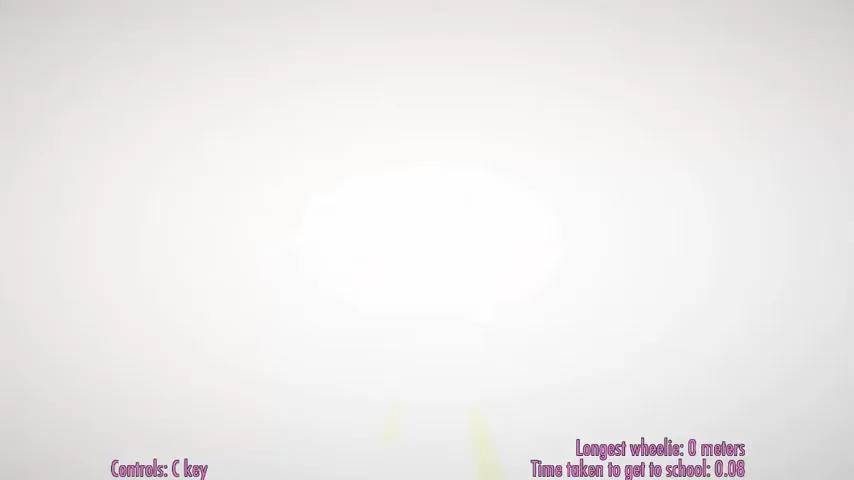 Longest wheelie: 0 meters
Controls: C key
Time taken to get to school: 0.08